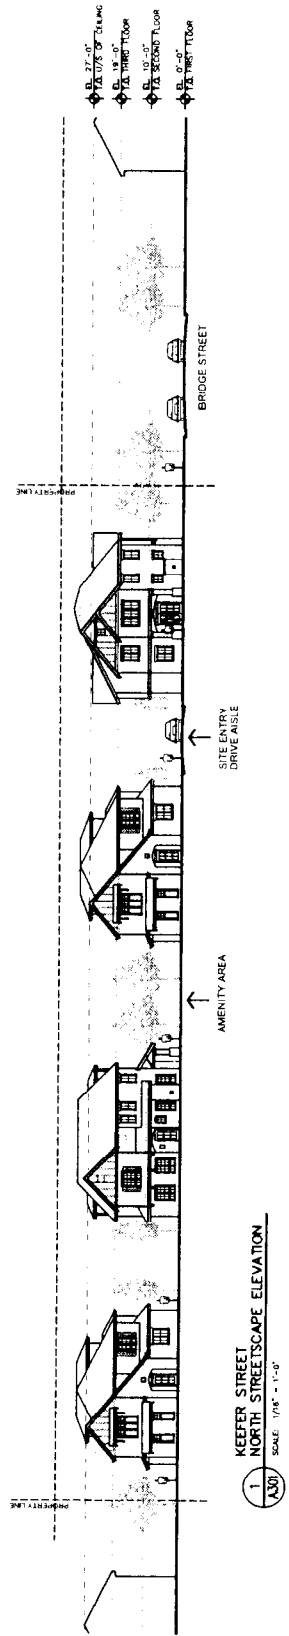 EL 27'-0"
T.O. U/S OF CEILING
EL 19'-0"
T.O. THIRD FLOOR
EL 10'-0"
T.O. SECOND FLOOR
EL 0'-0"
T.O. FIRST FLOOR
PROPERTY LINE
PROPERTY LINE
AMENITY AREA
SITE ENTRY
DRIVE AISLE
BRIDGE STREET
1
A301
KEEFER STREET
NORTH STREETSCAPE ELEVATION
SCALE: 1/16" = 1'-0"